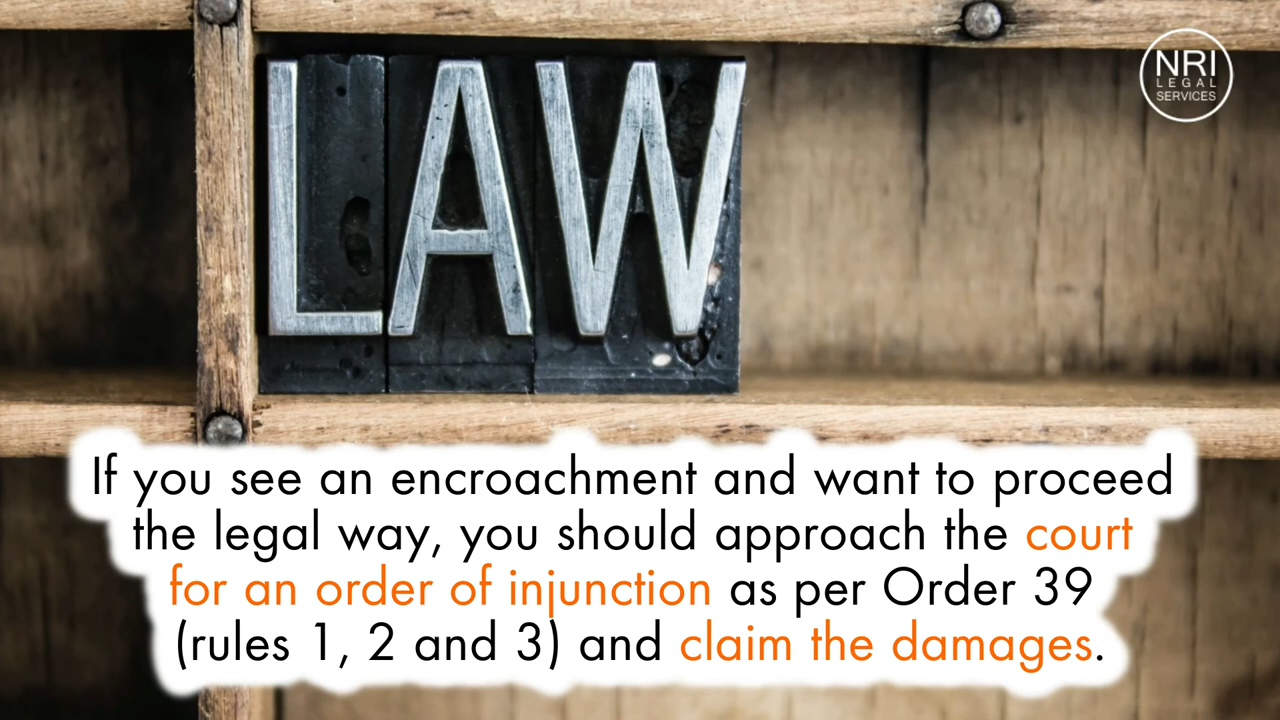 LAW
NRI
LEGAL
SERVICES
If you see an encroachment and want to proceed
the legal way, you should approach the court
for an order of injunction as per Order 39
(rules 1, 2 and 3) and claim the damages.